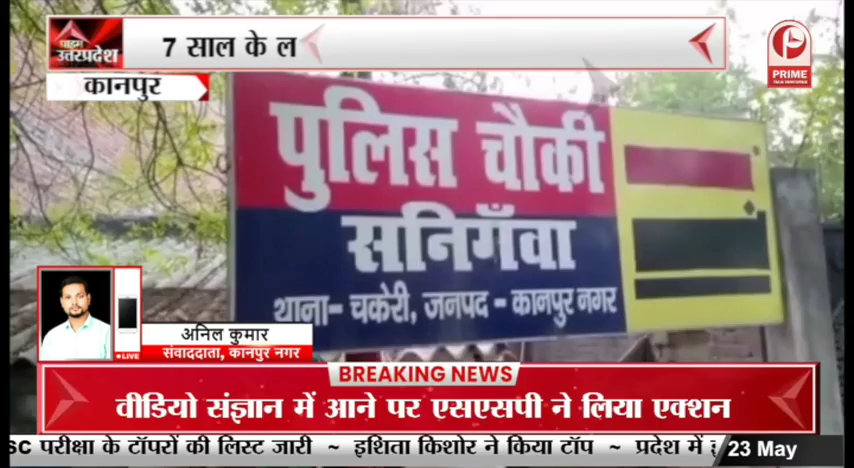 प्राइम
उत्तरप्रदेश
7 साल के ल
PRIME
कानपुर
पुलिस चौकी
सनिगँवा
थाना- चकेरी, जनपद - कानपुर नगर
अनिल कुमार
संवाददाता, कानपुर नगर
LIVE
BREAKING NEWS
वीडियो संज्ञान में आने पर एसएसपी ने लिया एक्शन
SC परीक्षा के टॉपरों की लिस्ट जारी ~ इशिता किशोर ने किया टॉप ~ प्रदेश में
23 May